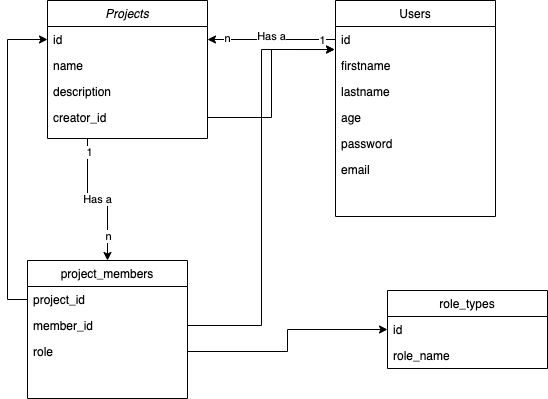 Projects
id
name
description
creator_id
Users
id
firstname
lastname
age
password
email
n
Has a
1
1
Has a
n
project_members
project_id
member_id
role
role_types
id
role_name